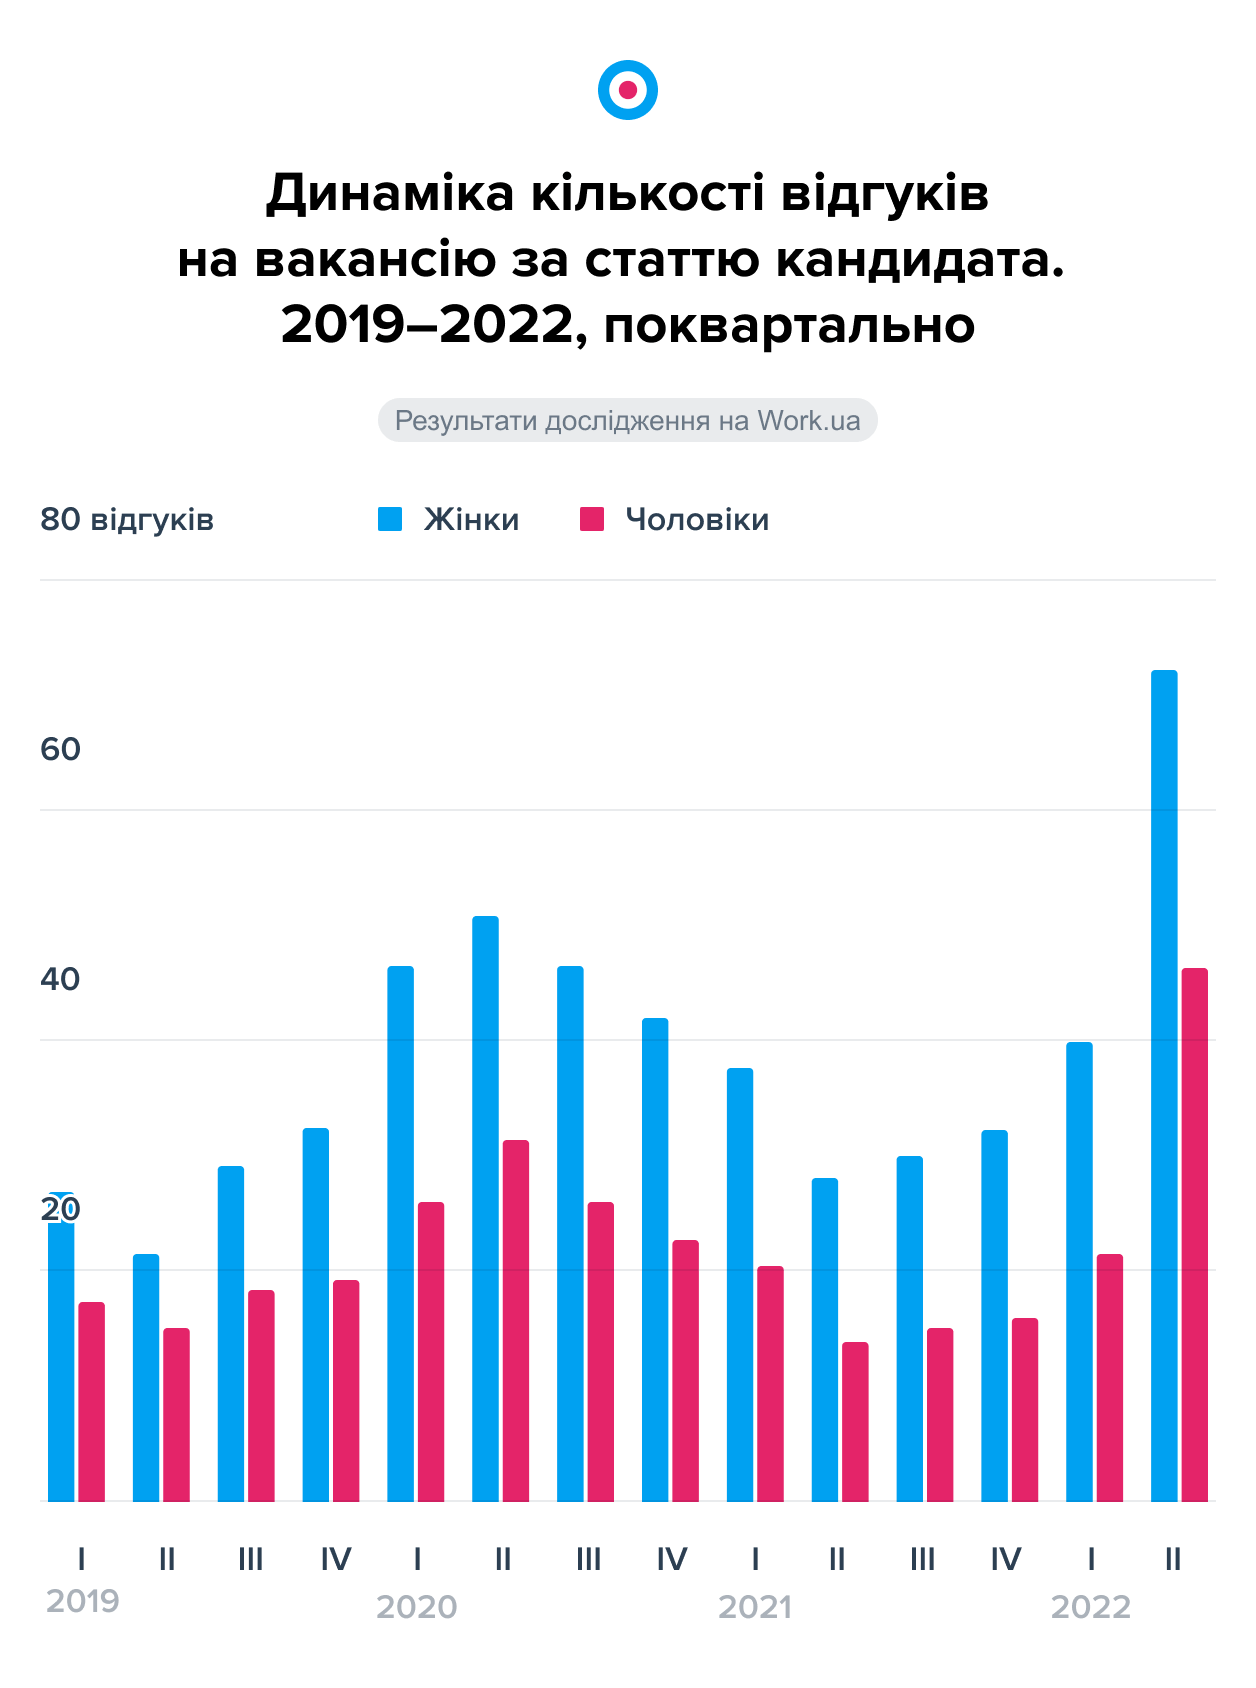 Динаміка кількості відгуків
на вакансію за статтю кандидата.
2019–2022, поквартально
Результати дослідження на Work.ua
80 відгуків Жінки Чоловіки
60
40
20
I II III IV I II III IV I II III IV I II
2019 2020 2021 2022